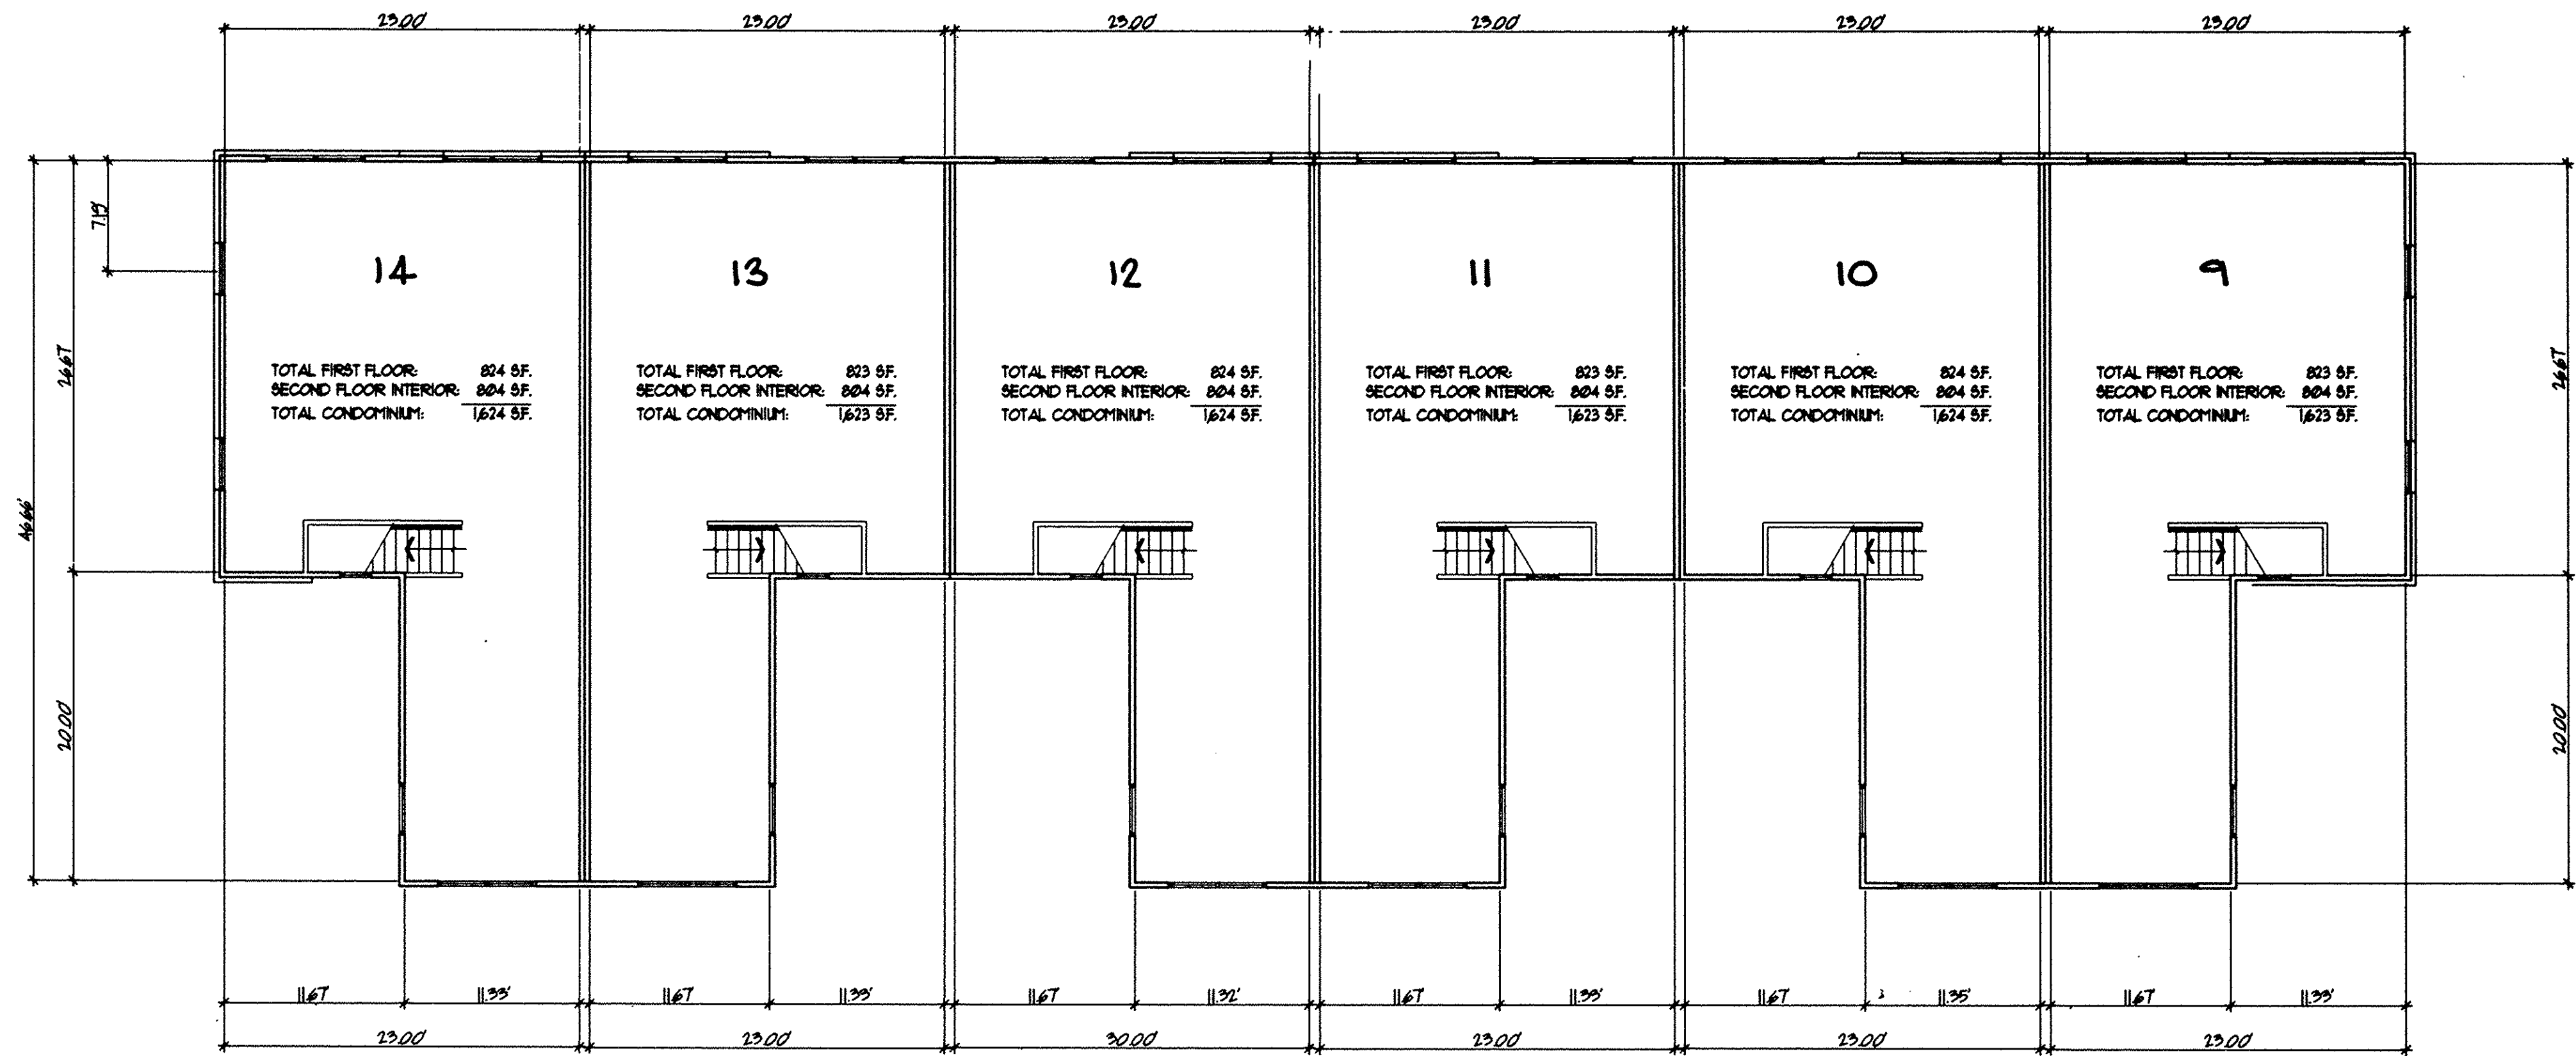 23.00' 23.00' 23.00' 23.00' 23.00' 23.00'
7.19'
26.67'
46.66'
20.00'
26.67'
20.00'
14
TOTAL FIRST FLOOR: 824 S.F.
SECOND FLOOR INTERIOR: 804 S.F.
TOTAL CONDOMINIUM: 1,624 S.F.
13
TOTAL FIRST FLOOR: 823 S.F.
SECOND FLOOR INTERIOR: 804 S.F.
TOTAL CONDOMINIUM: 1,623 S.F.
12
TOTAL FIRST FLOOR: 824 S.F.
SECOND FLOOR INTERIOR: 804 S.F.
TOTAL CONDOMINIUM: 1,624 S.F.
11
TOTAL FIRST FLOOR: 823 S.F.
SECOND FLOOR INTERIOR: 804 S.F.
TOTAL CONDOMINIUM: 1,623 S.F.
10
TOTAL FIRST FLOOR: 824 S.F.
SECOND FLOOR INTERIOR: 804 S.F.
TOTAL CONDOMINIUM: 1,624 S.F.
9
TOTAL FIRST FLOOR: 823 S.F.
SECOND FLOOR INTERIOR: 804 S.F.
TOTAL CONDOMINIUM: 1,623 S.F.
11.67' 11.33' 11.67' 11.33' 11.67' 11.32' 11.67' 11.33' 11.67' 11.35' 11.67' 11.33'
23.00' 23.00' 30.00' 23.00' 23.00' 23.00'